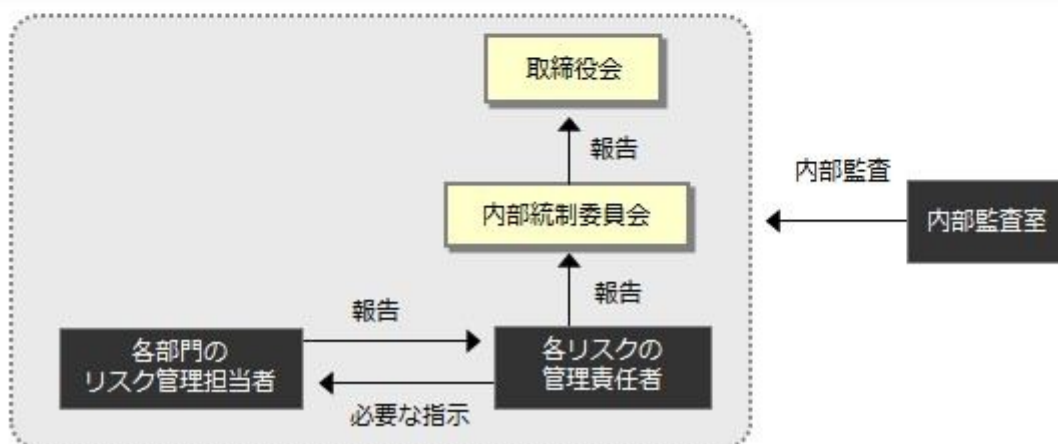 取締役会
報告
内部監査
内部統制委員会
内部監査室
報告
報告
各部門の
リスク管理担当者
各リスクの
管理責任者
必要な指示